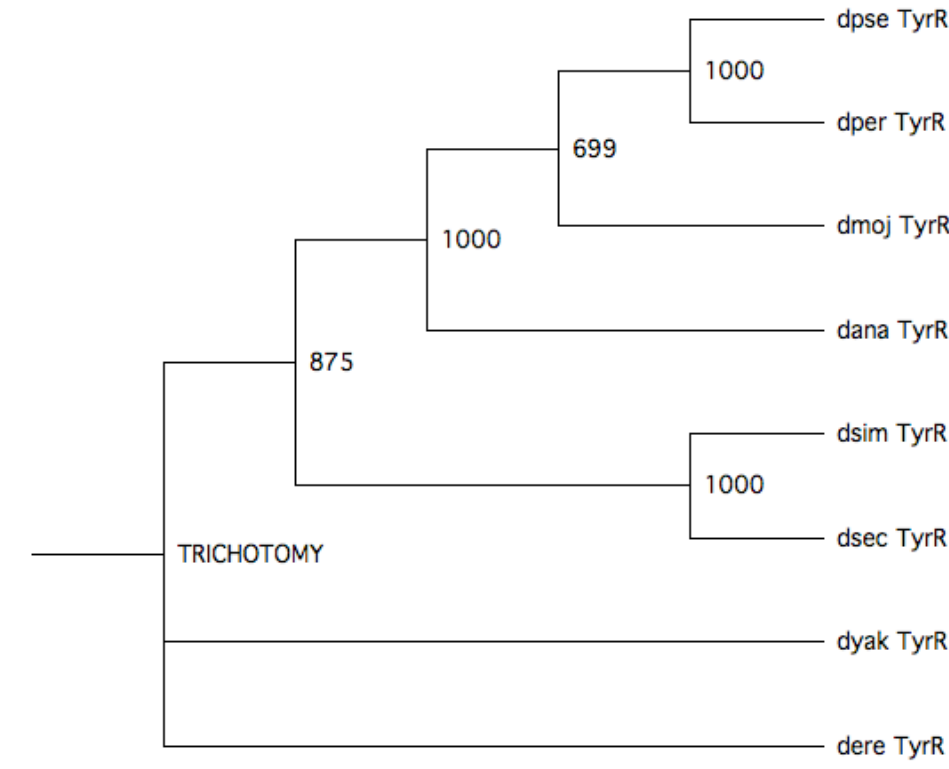 dpse TyrR
1000
dper TyrR
699
dmoj TyrR
1000
dana TyrR
875
dsim TyrR
1000
dsec TyrR
TRICHOTOMY
dyak TyrR
dere TyrR